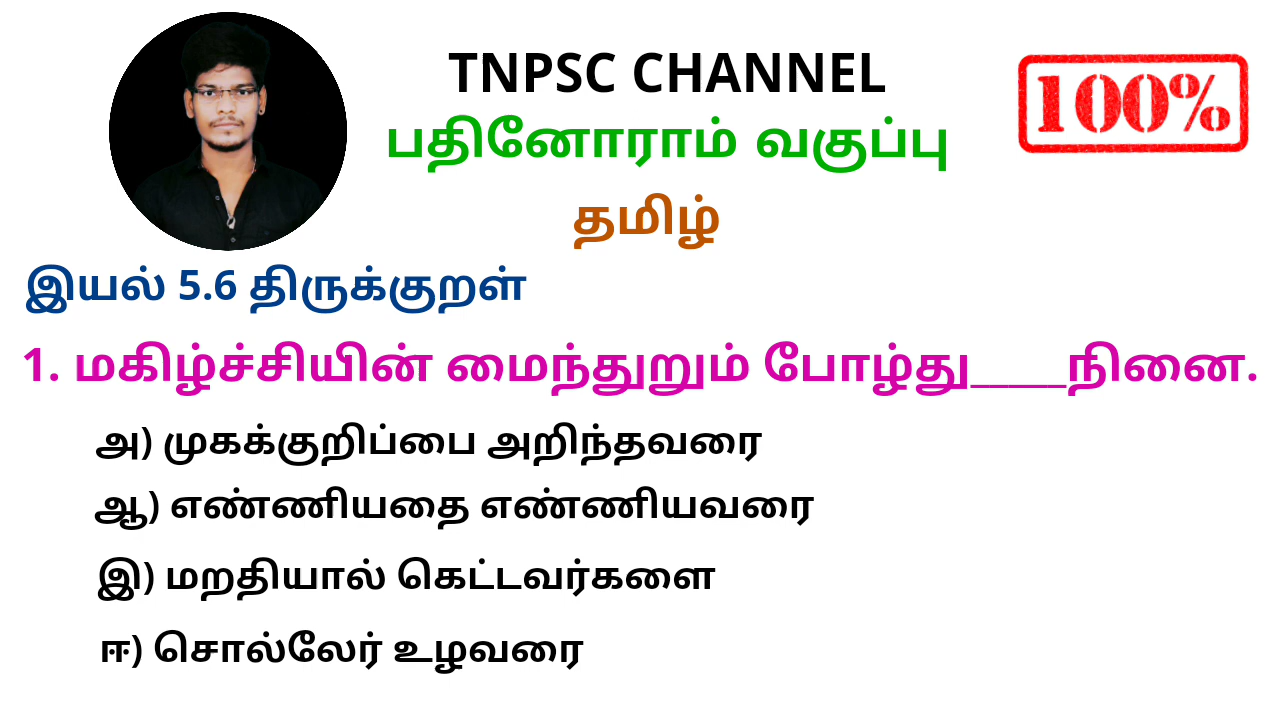 TNPSC CHANNEL
100%
பதினோராம் வகுப்பு
தமிழ்
இயல் 5.6 திருக்குறள்
1. மகிழ்ச்சியின் மைந்துறும் போழ்து_____நினை.
அ) முகக்குறிப்பை அறிந்தவரை
ஆ) எண்ணியதை எண்ணியவரை
இ) மறதியால் கெட்டவர்களை
ஈ) சொல்லேர் உழவரை